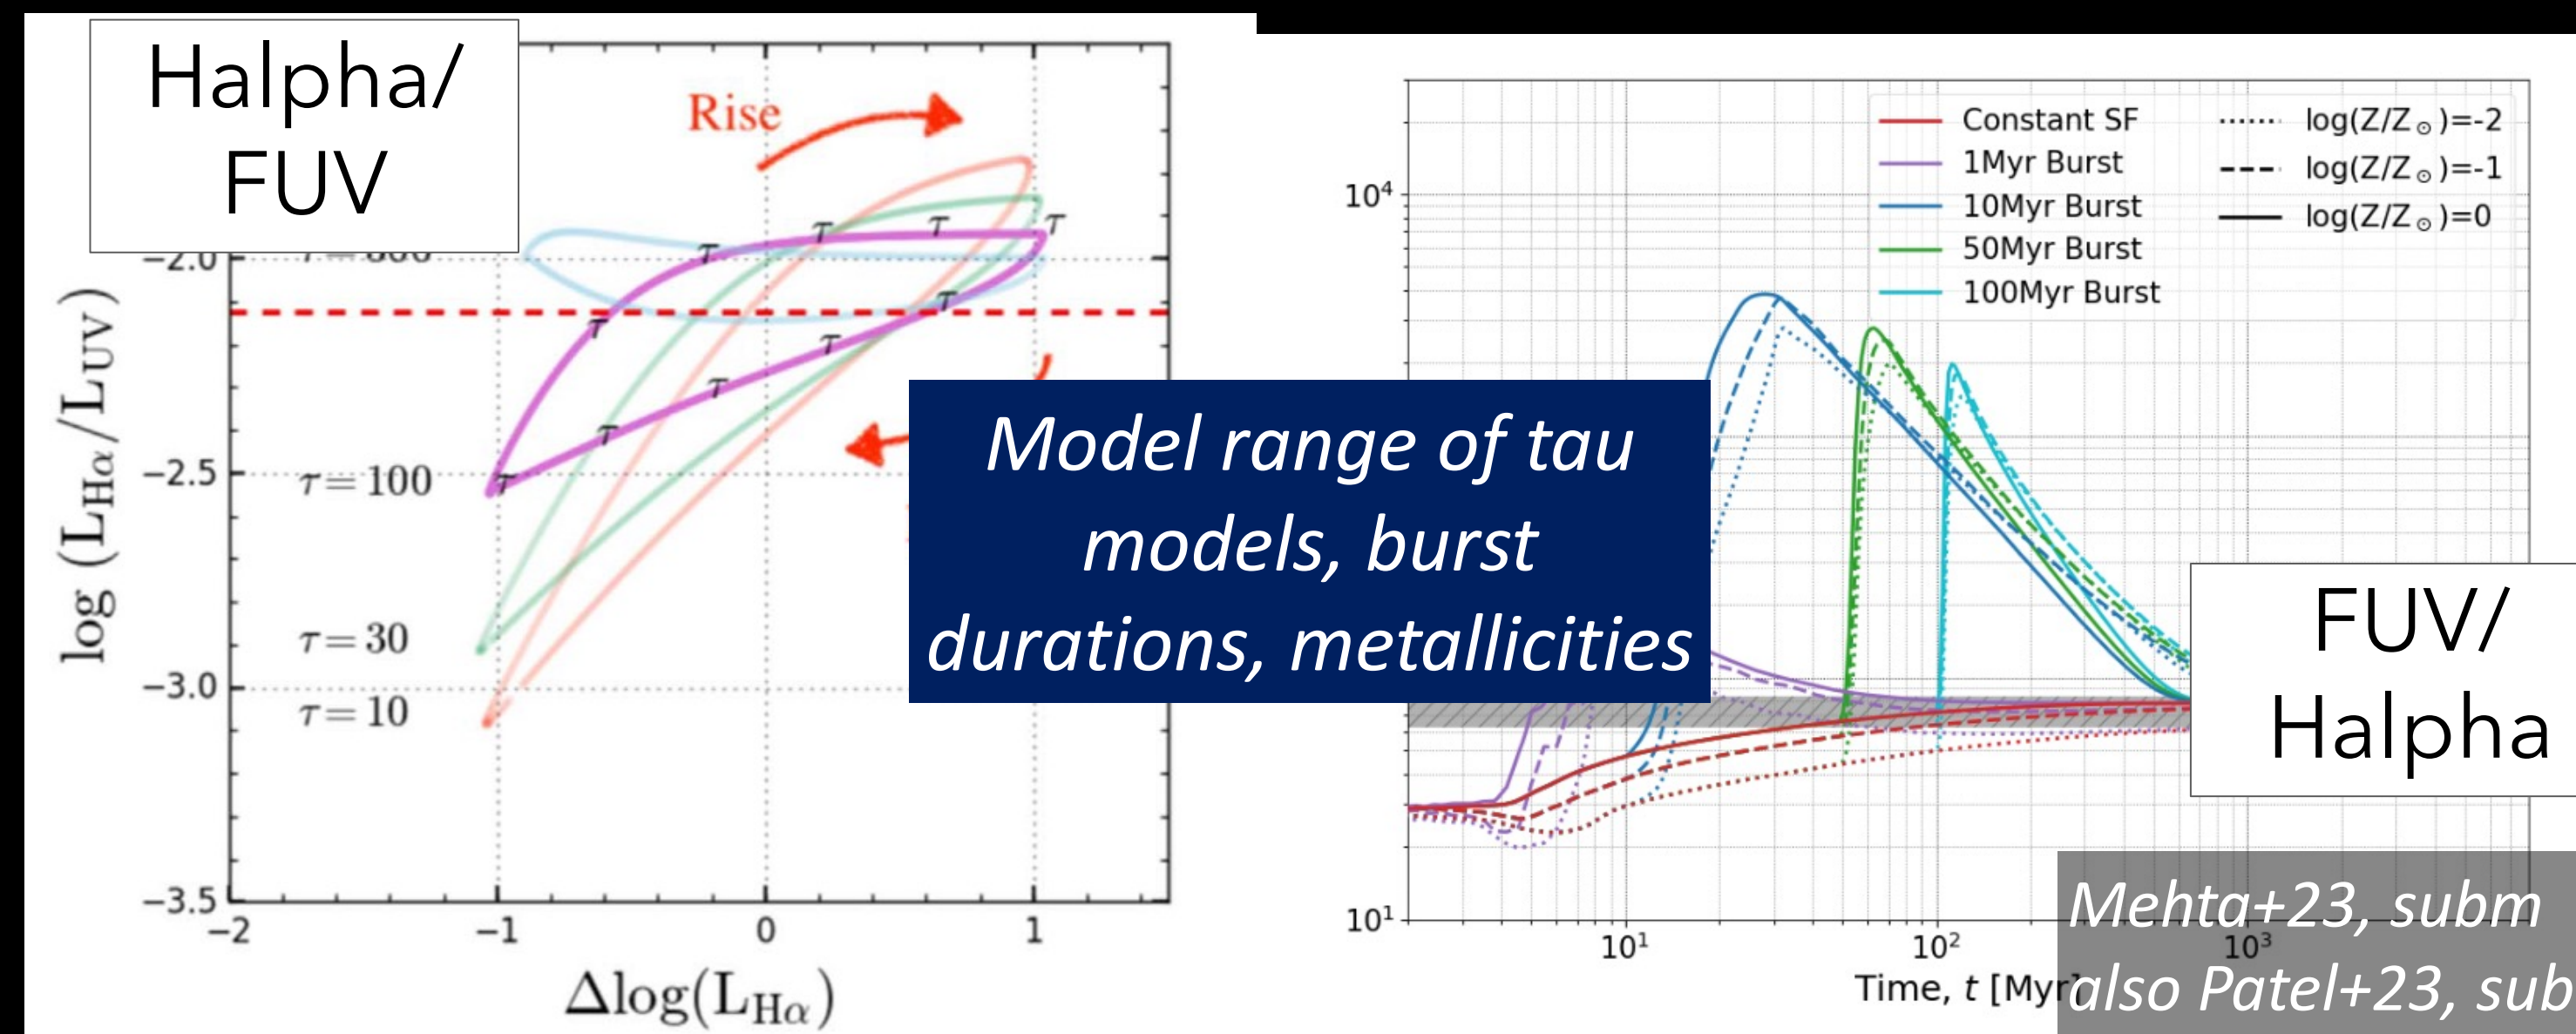 Halpha/
FUV
Rise
−2.0
−2.5
−3.0
−3.5
τ = 100
τ = 30
τ = 10
τ τ τ τ
τ τ τ τ τ τ
−2 −1 0 1
log (LHα/LUV)
Δlog(LHα)
Model range of tau
models, burst
durations, metallicities
Constant SF
1Myr Burst
10Myr Burst
50Myr Burst
100Myr Burst
log(Z/Z☉)=-2
log(Z/Z☉)=-1
log(Z/Z☉)=0
10⁴
10¹
10¹ 10² 10³
Time, t [Myr]
FUV/
Halpha
Mehta+23, subm
also Patel+23, sub